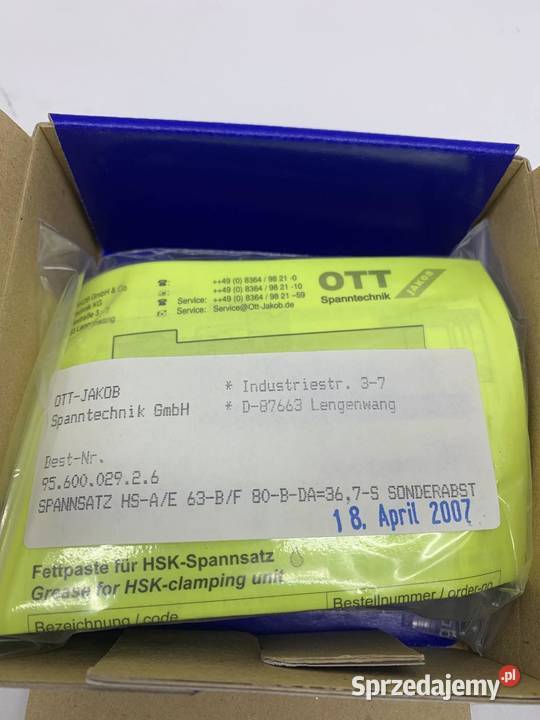 ☎: ++49 (0) 8364 / 98 21 -0
++49 (0) 8364 / 98 21 -10
Service: ++49 (0) 8364 / 98 21 -59
Service: Service@Ott-Jakob.de
OTT
JAKOB
Spanntechnik
GmbH & Co
KG
OTT-JAKOB * Industriestr. 3-7
Spanntechnik GmbH * D-87663 Lengenwang
Best-Nr.
95.600.029.2.6
SPANNSATZ HS-A/E 63-B/F 80-B-DA=36,7-S SONDERABST
18. April 2007
Fettpaste für HSK-Spannsatz
Grease for HSK-clamping unit
Bezeichnung / code
Bestellnummer / order-no
Sprzedajemy.pl